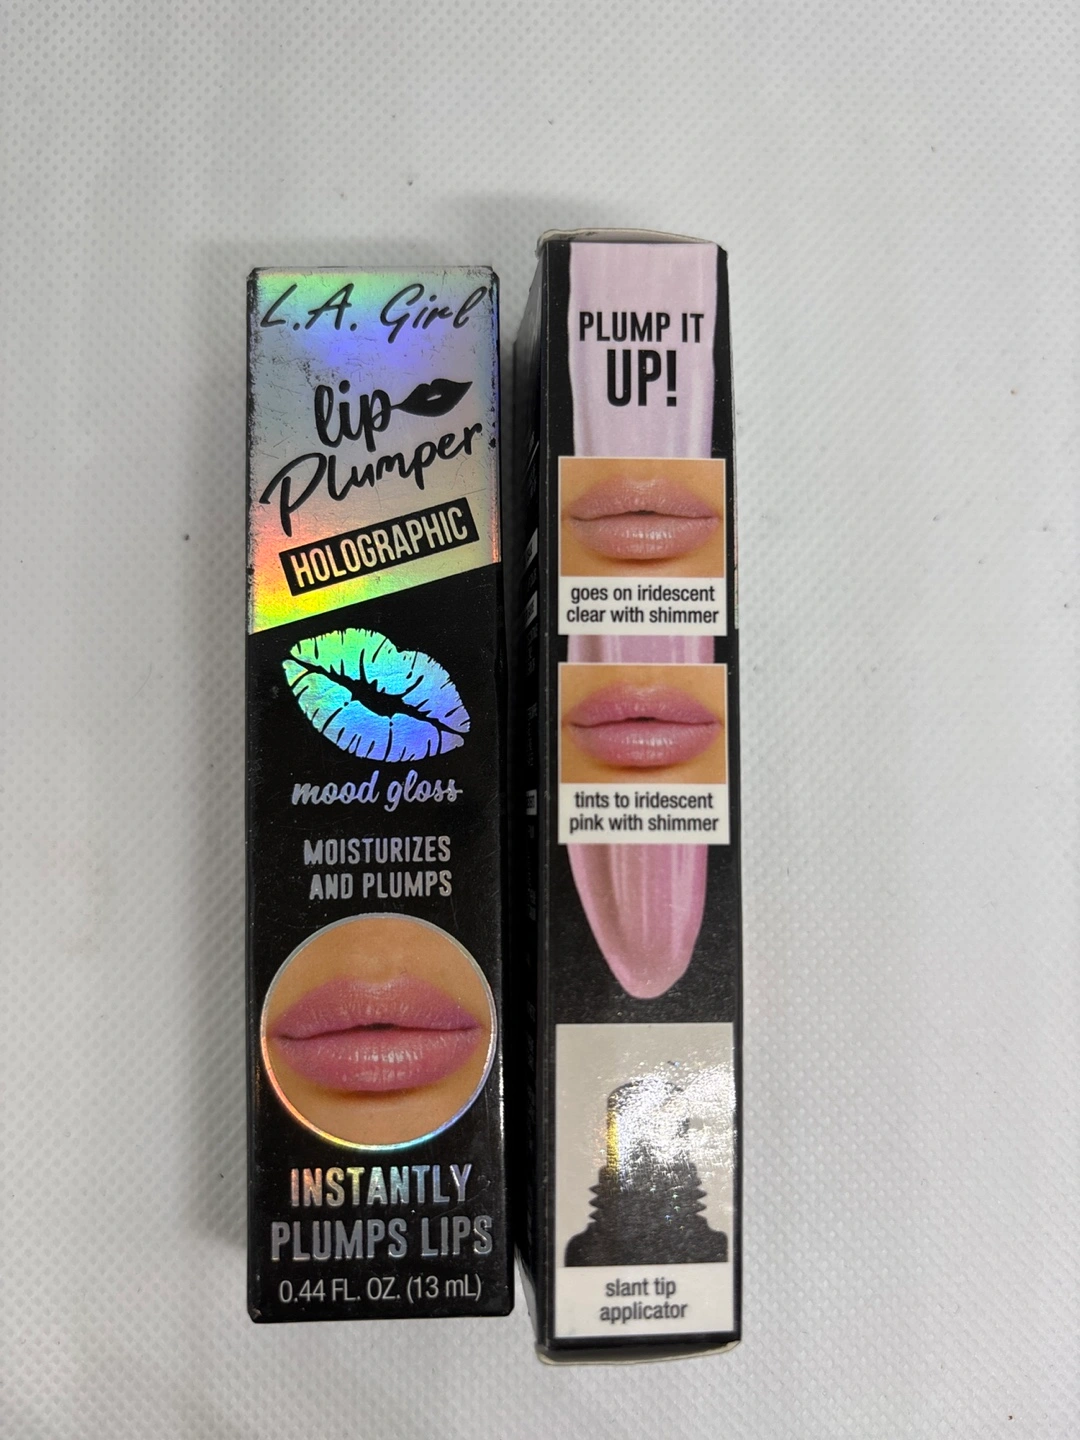 L.A. Girl
lip
Plumper
HOLOGRAPHIC
mood gloss
MOISTURIZES
AND PLUMPS
INSTANTLY
PLUMPS LIPS
0.44 FL. OZ. (13 mL)
PLUMP IT
UP!
goes on iridescent
clear with shimmer
tints to iridescent
pink with shimmer
slant tip
applicator